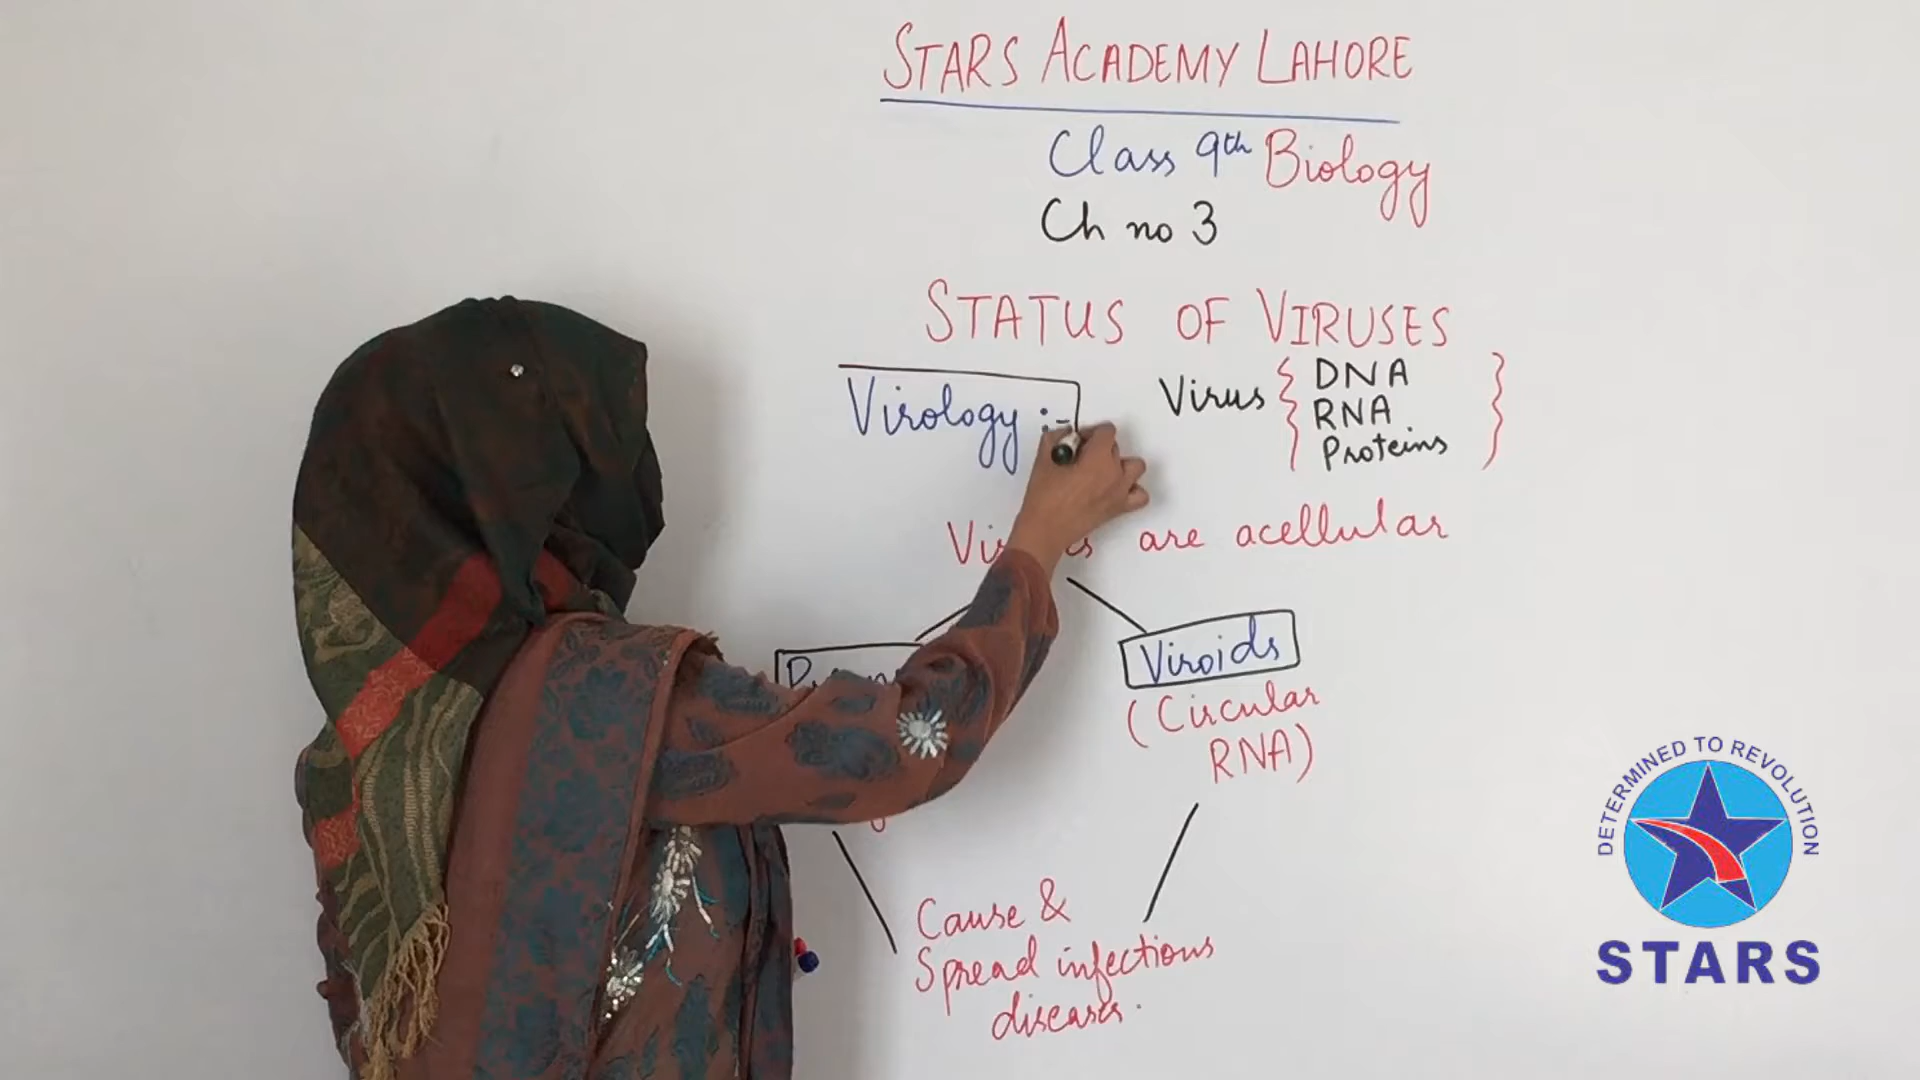 STARS ACADEMY LAHORE
Class 9th Biology
Ch no 3
STATUS OF VIRUSES
Virology :-
Virus { DNA
RNA
Proteins }
are acellular
Viroids
(Circular
RNA)
Cause &
Spread infectious
diseases.
DETERMINED TO REVOLUTION
STARS